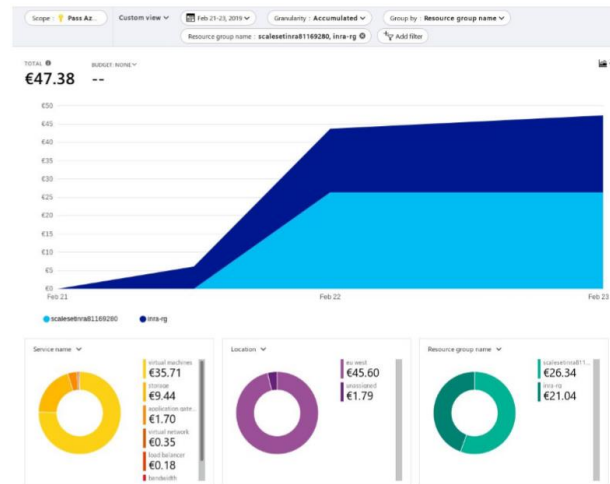 Scope : Pass Az...
Custom view
Feb 21-23, 2019
Granularity : Accumulated
Group by : Resource group name
Resource group name : scalesetinra81169280, inra-rg
Add filter
TOTAL
BUDGET: NONE
€47.38
--
€50
€45
€40
€35
€30
€25
€20
€15
€10
€5
€0
Feb 21
Feb 22
Feb 23
scalesetinra81169280
inra-rg
Service name
virtual machines
€35.71
storage
€9.44
application gate...
€1.70
virtual network
€0.35
load balancer
€0.18
bandwidth
Location
eu west
€45.60
unassigned
€1.79
Resource group name
scalesetinra811...
€26.34
inra-rg
€21.04